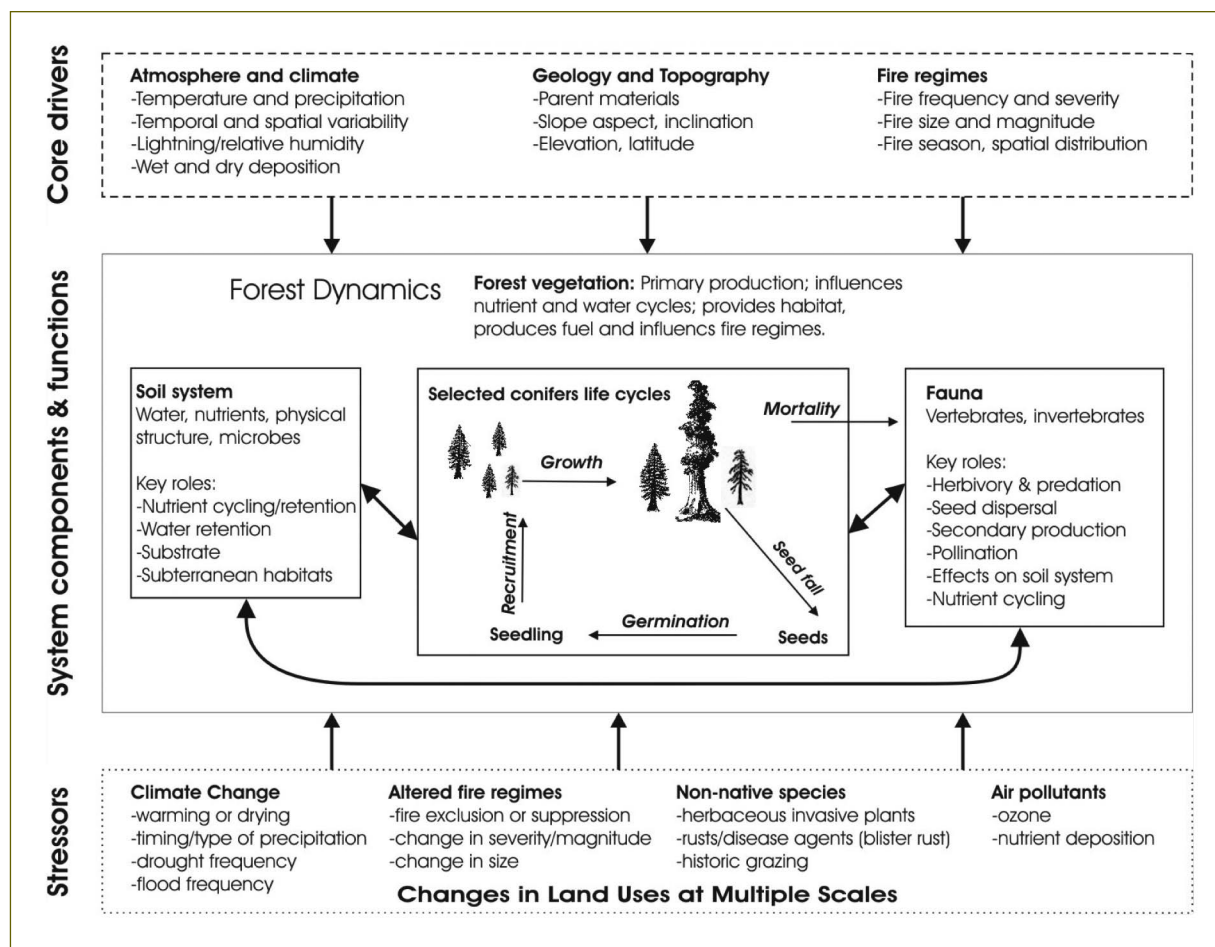 Core drivers
Atmosphere and climate
-Temperature and precipitation
-Temporal and spatial variability
-Lightning/relative humidity
-Wet and dry deposition
Geology and Topography
-Parent materials
-Slope aspect, inclination
-Elevation, latitude
Fire regimes
-Fire frequency and severity
-Fire size and magnitude
-Fire season, spatial distribution
System components & functions
Forest Dynamics
Forest vegetation: Primary production; influences
nutrient and water cycles; provides habitat,
produces fuel and influencs fire regimes.
Soil system
Water, nutrients, physical
structure, microbes
Key roles:
-Nutrient cycling/retention
-Water retention
-Substrate
-Subterranean habitats
Selected conifers life cycles
Growth
Mortality
Recruitment
Seed fall
Seedling
Germination
Seeds
Fauna
Vertebrates, invertebrates
Key roles:
-Herbivory & predation
-Seed dispersal
-Secondary production
-Pollination
-Effects on soil system
-Nutrient cycling
Stressors
Climate Change
-warming or drying
-timing/type of precipitation
-drought frequency
-flood frequency
Altered fire regimes
-fire exclusion or suppression
-change in severity/magnitude
-change in size
Non-native species
-herbaceous invasive plants
-rusts/disease agents (blister rust)
-historic grazing
Air pollutants
-ozone
-nutrient deposition
Changes in Land Uses at Multiple Scales